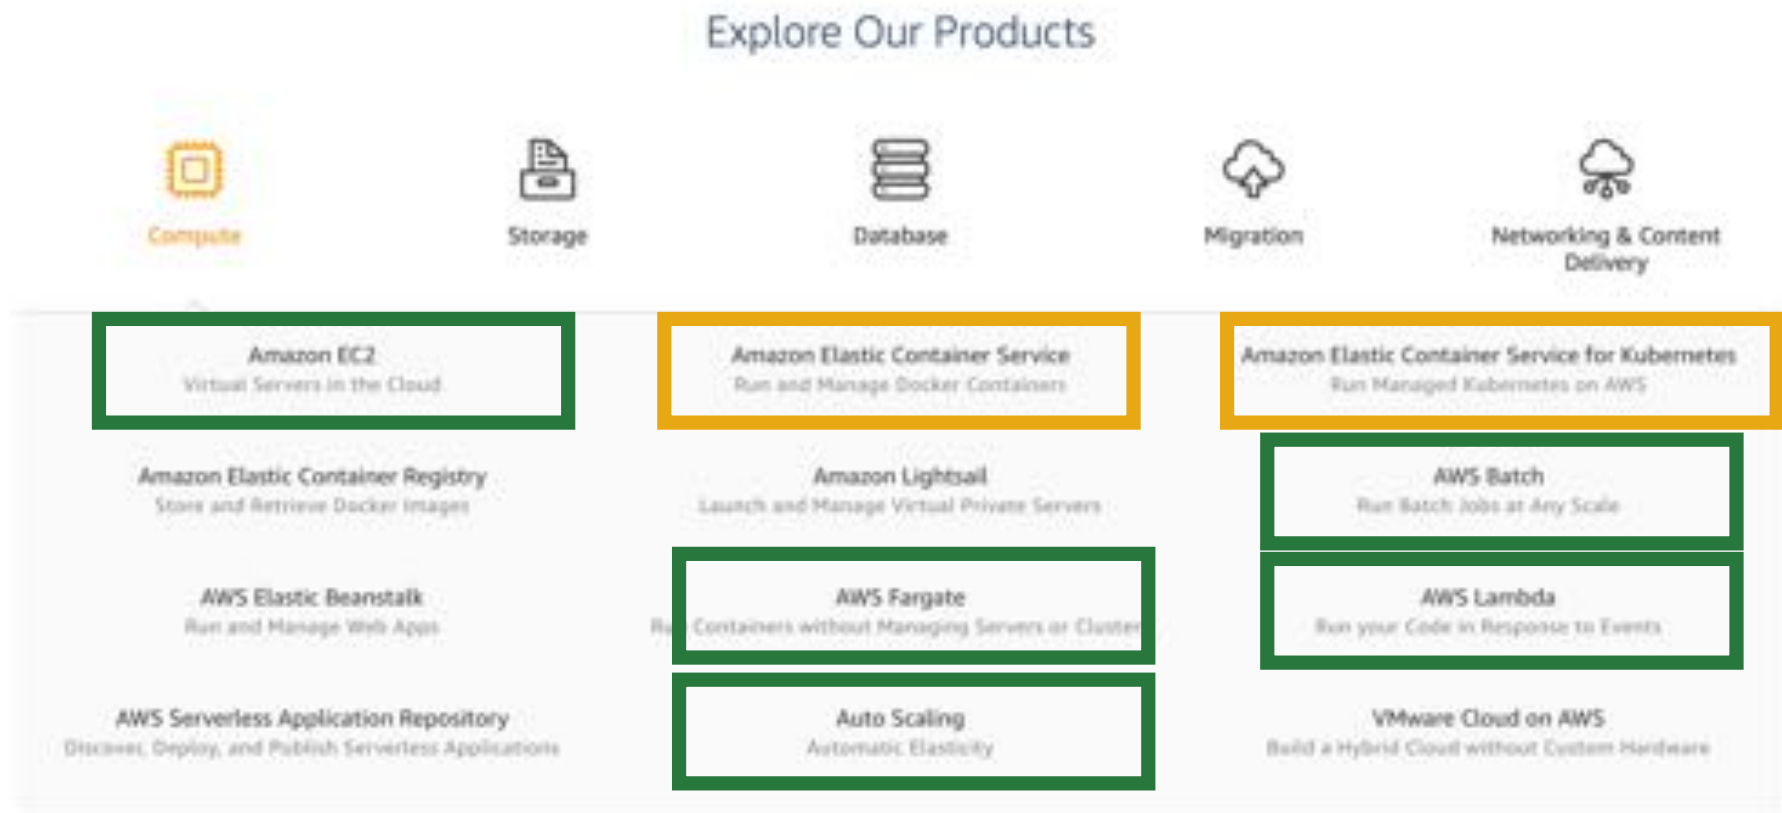 Explore Our Products
Compute
Storage
Database
Migration
Networking & Content
Delivery
Amazon EC2
Virtual Servers in the Cloud
Amazon Elastic Container Service
Run and Manage Docker Containers
Amazon Elastic Container Service for Kubernetes
Run Managed Kubernetes on AWS
Amazon Elastic Container Registry
Store and Retrieve Docker Images
Amazon Lightsail
Launch and Manage Virtual Private Servers
AWS Batch
Run Batch Jobs at Any Scale
AWS Elastic Beanstalk
Run and Manage Web Apps
AWS Fargate
Run Containers without Managing Servers or Cluster
AWS Lambda
Run your Code in Response to Events
AWS Serverless Application Repository
Discover, Deploy, and Publish Serverless Applications
Auto Scaling
Automatic Elasticity
VMware Cloud on AWS
Build a Hybrid Cloud without Custom Hardware